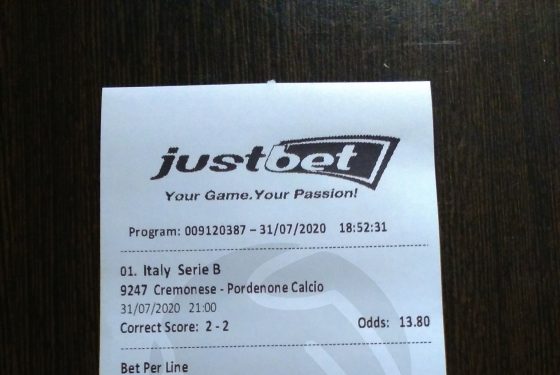 justbet
Your Game.Your Passion!
Program: 009120387 – 31/07/2020 18:52:31
01. Italy Serie B
9247 Cremonese - Pordenone Calcio
31/07/2020 21:00
Correct Score: 2 - 2 Odds: 13.80
Bet Per Line